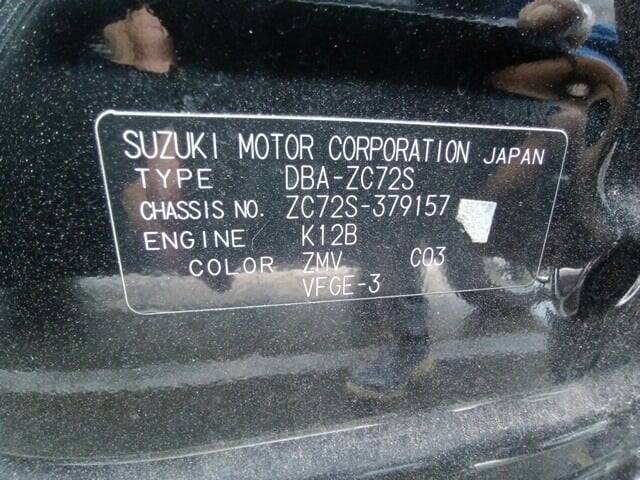 SUZUKI MOTOR CORPORATION JAPAN
TYPE DBA-ZC72S
CHASSIS NO. ZC72S-379157
ENGINE K12B
COLOR ZMV C03
VFGE-3